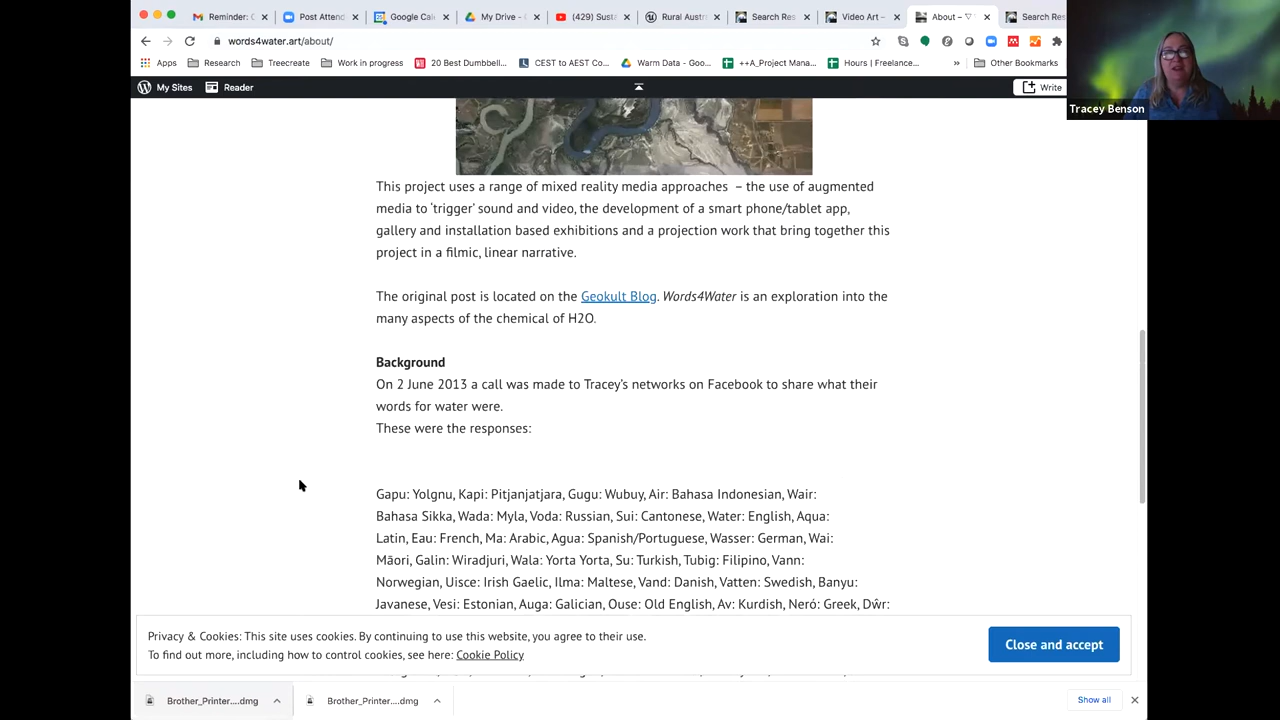 Reminder: C
Post Attend
Google Cal
My Drive - G
(429) Susta
Rural Austr
Search Res
Video Art –
About – ▽
Search Res
words4water.art/about/
Apps
Research
Treecreate
Work in progress
20 Best Dumbbell...
CEST to AEST Co...
Warm Data - Goo...
++A_Project Mana...
Hours | Freelance...
»
Other Bookmarks
My Sites
Reader
Write
Tracey Benson
This project uses a range of mixed reality media approaches – the use of augmented
media to ‘trigger’ sound and video, the development of a smart phone/tablet app,
gallery and installation based exhibitions and a projection work that bring together this
project in a filmic, linear narrative.
The original post is located on the Geokult Blog. Words4Water is an exploration into the
many aspects of the chemical of H2O.
Background
On 2 June 2013 a call was made to Tracey’s networks on Facebook to share what their
words for water were.
These were the responses:
Gapu: Yolgnu, Kapi: Pitjanjatjara, Gugu: Wubuy, Air: Bahasa Indonesian, Wair:
Bahasa Sikka, Wada: Myla, Voda: Russian, Sui: Cantonese, Water: English, Aqua:
Latin, Eau: French, Ma: Arabic, Agua: Spanish/Portuguese, Wasser: German, Wai:
Māori, Galin: Wiradjuri, Wala: Yorta Yorta, Su: Turkish, Tubig: Filipino, Vann:
Norwegian, Uisce: Irish Gaelic, Ilma: Maltese, Vand: Danish, Vatten: Swedish, Banyu:
Javanese, Vesi: Estonian, Auga: Galician, Ouse: Old English, Av: Kurdish, Neró: Greek, Dŵr:
Privacy & Cookies: This site uses cookies. By continuing to use this website, you agree to their use.
To find out more, including how to control cookies, see here: Cookie Policy
Close and accept
Brother_Printer....dmg
Brother_Printer....dmg
Show all